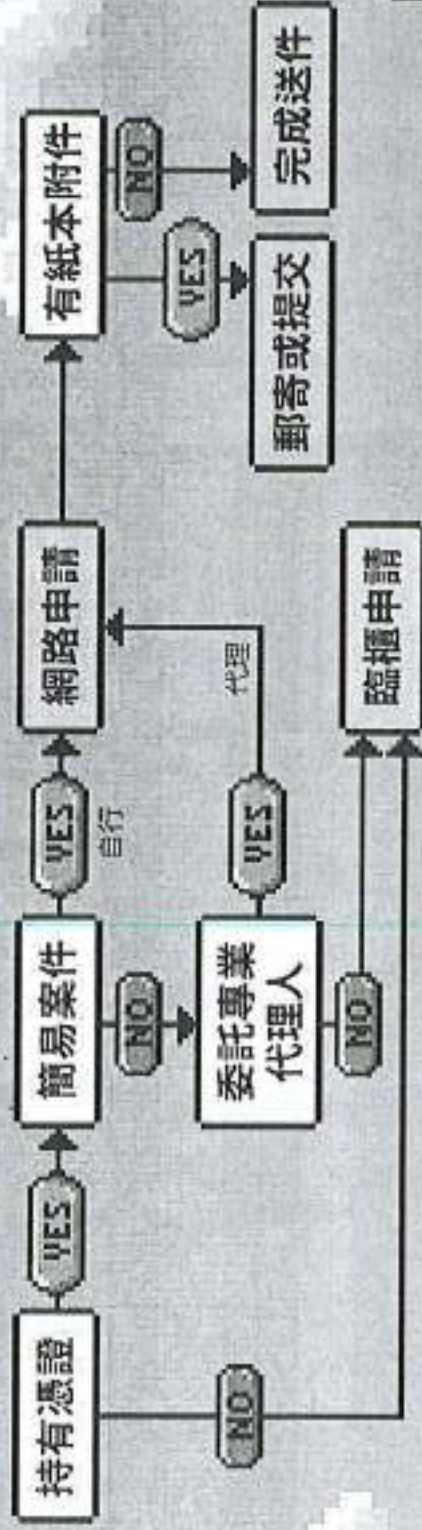 持有憑證
YES
簡易案件
YES
自行
網路申請
有紙本附件
NO
NO
委託專業
代理人
YES
代理
YES
NO
郵寄或提交
完成送件
NO
臨櫃申請